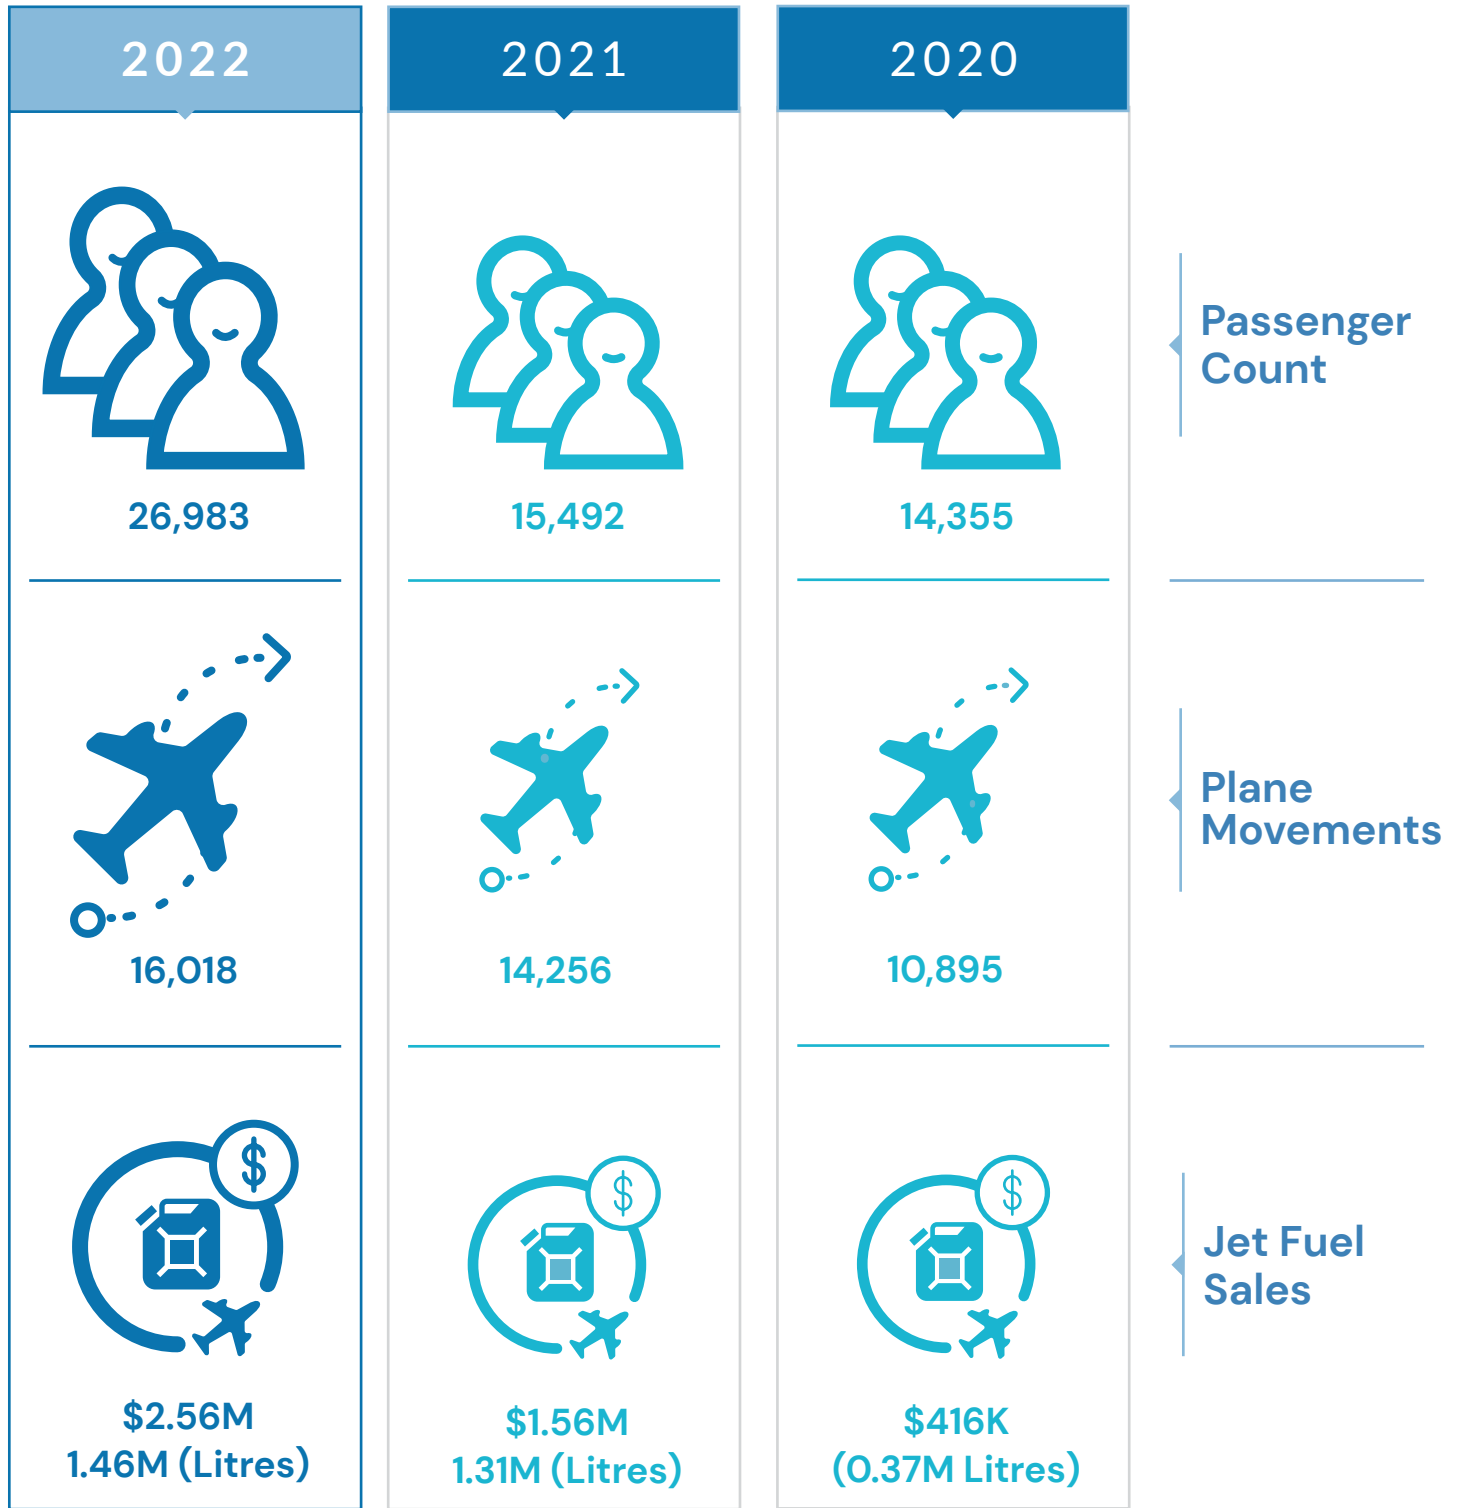 2022
2021
2020
26,983
15,492
14,355
Passenger
Count
16,018
14,256
10,895
Plane
Movements
$
$
$
Jet Fuel
Sales
$2.56M
1.46M (Litres)
$1.56M
1.31M (Litres)
$416K
(0.37M Litres)